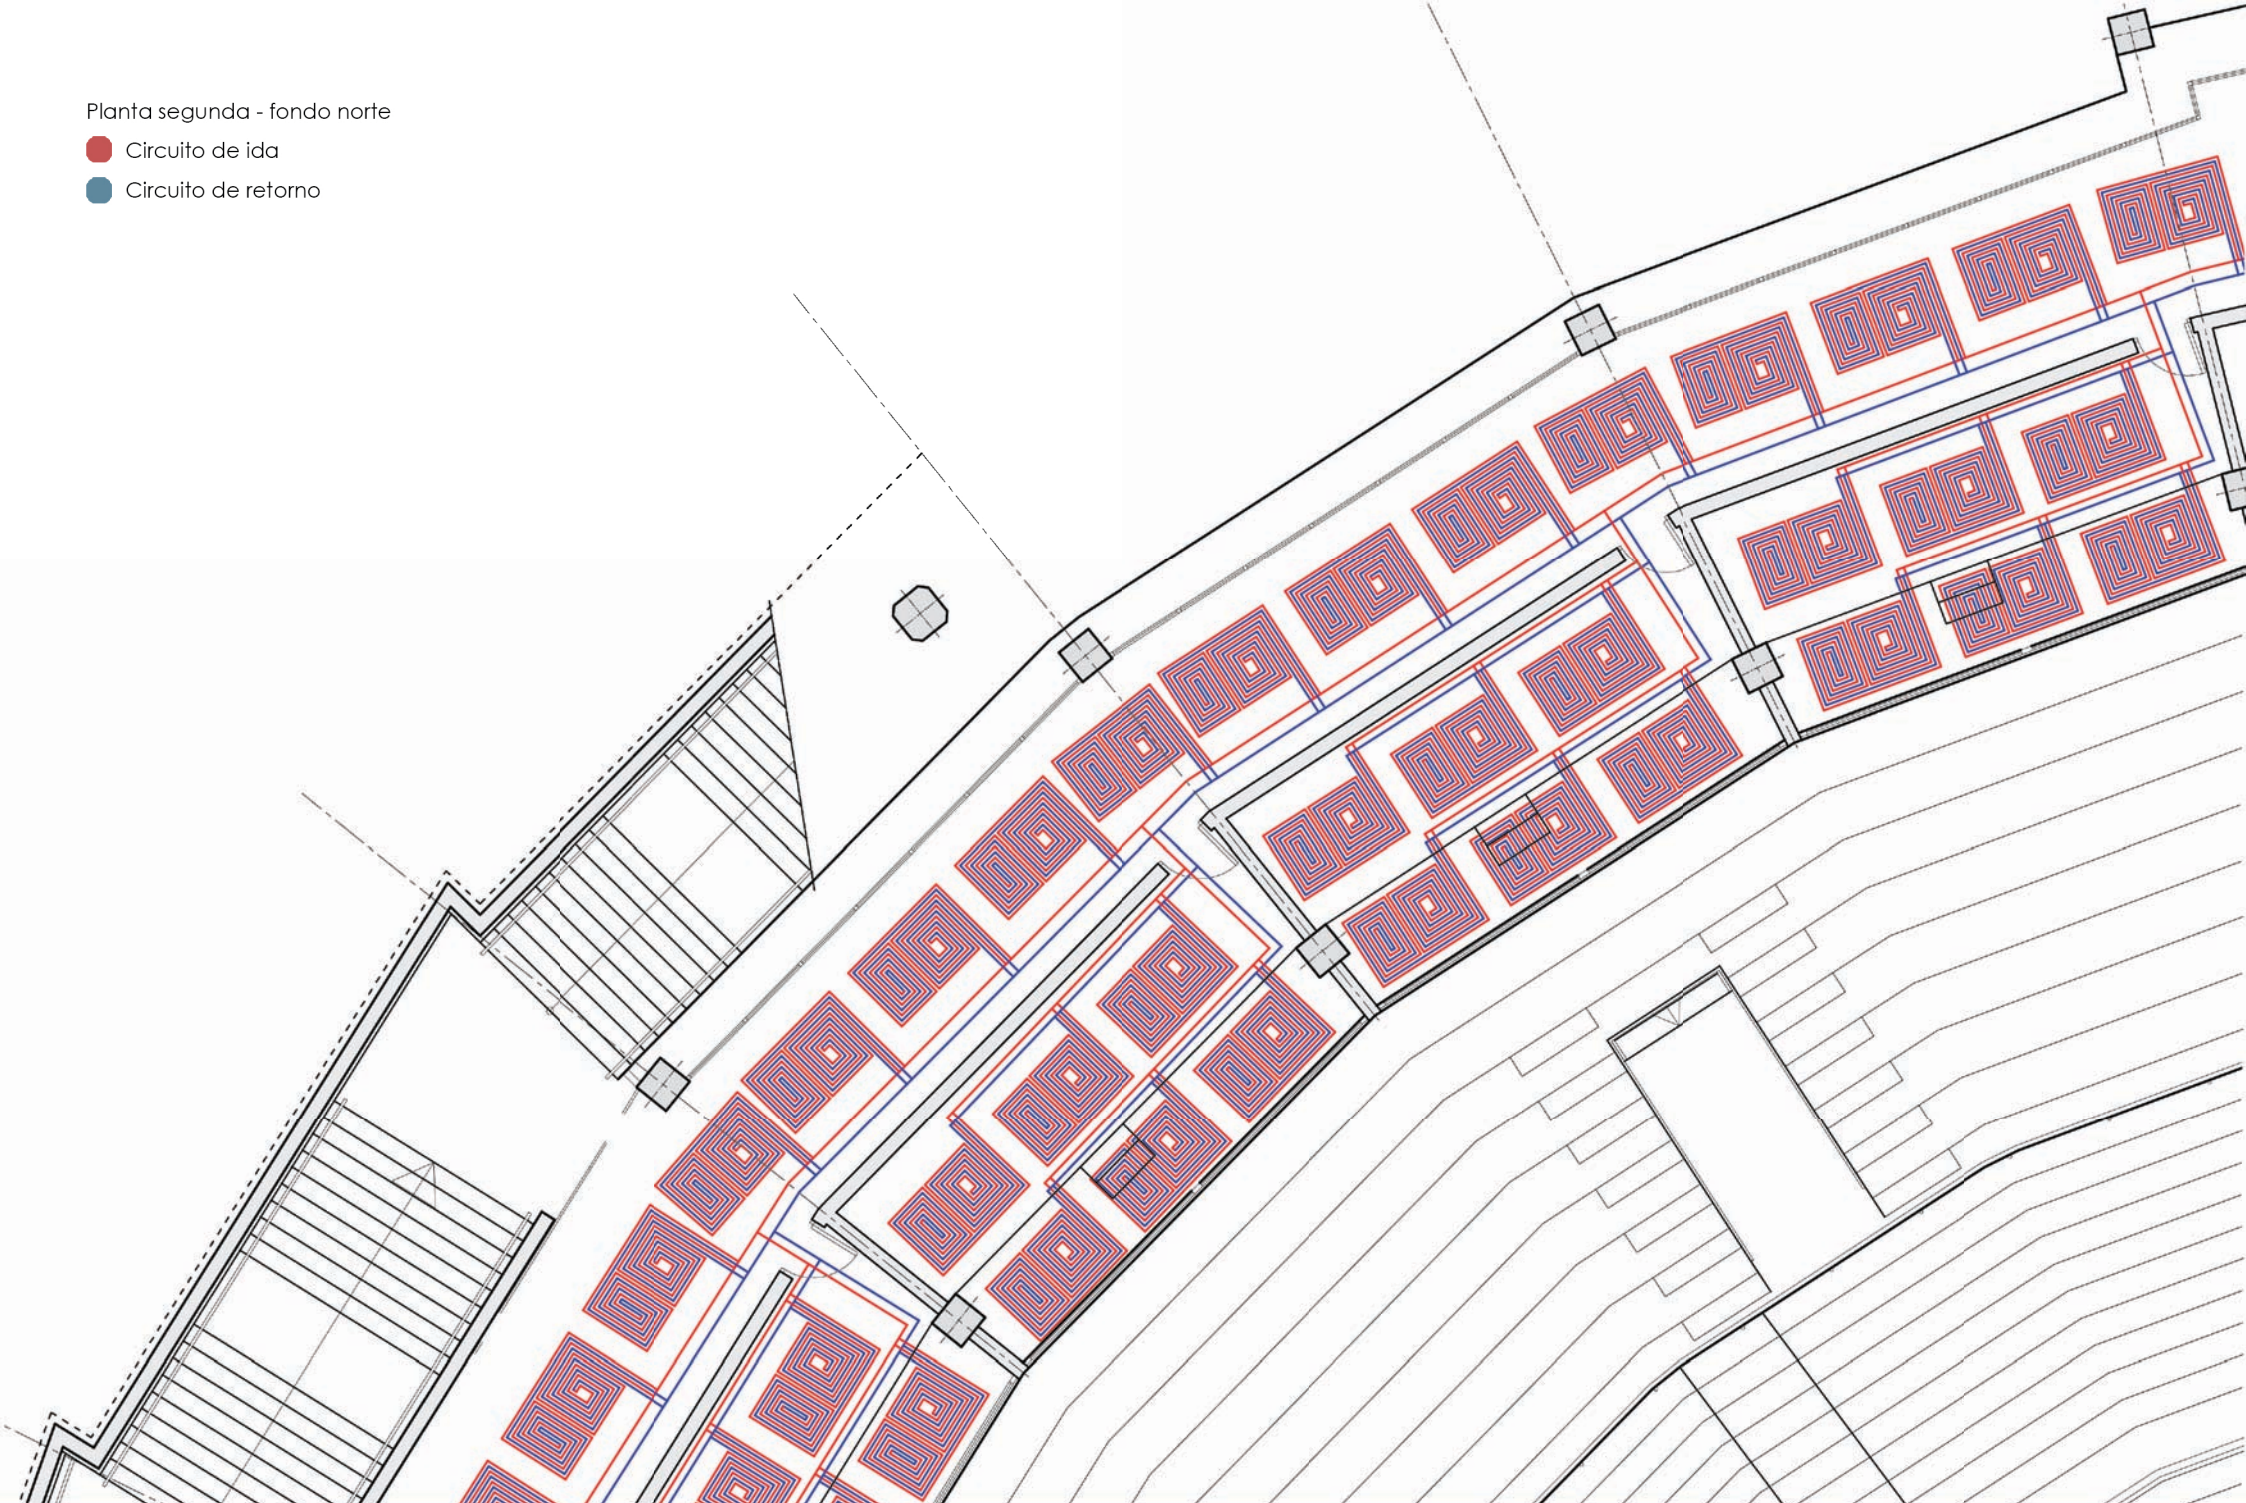 Planta segunda - fondo norte
Circuito de ida
Circuito de retorno